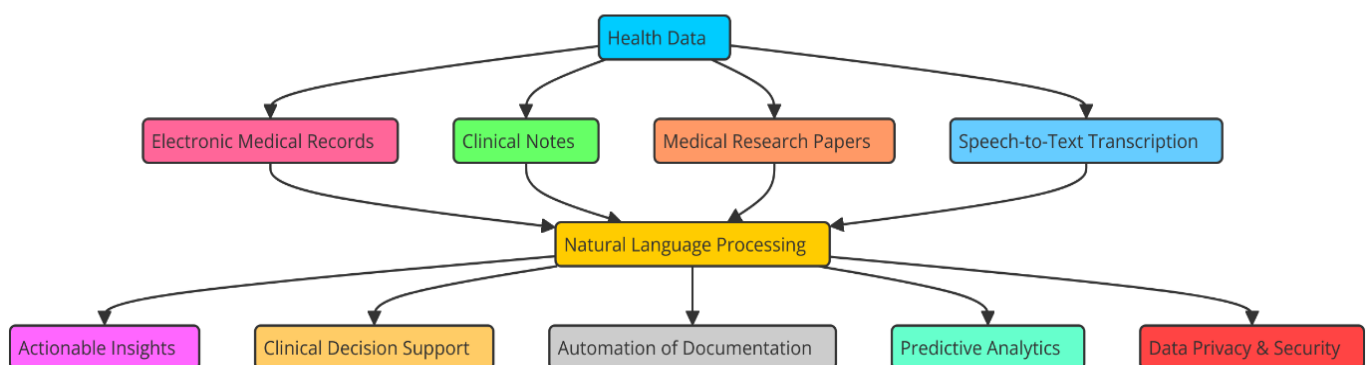 Health Data
Electronic Medical Records
Clinical Notes
Medical Research Papers
Speech-to-Text Transcription
Natural Language Processing
Actionable Insights
Clinical Decision Support
Automation of Documentation
Predictive Analytics
Data Privacy & Security